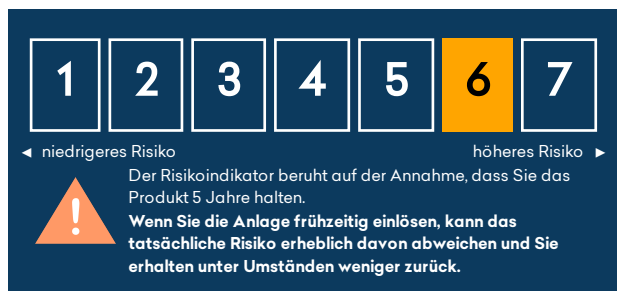 1 2 3 4 5 6 7
◄ niedrigeres Risiko höheres Risiko ►
Der Risikoindikator beruht auf der Annahme, dass Sie das
Produkt 5 Jahre halten.
Wenn Sie die Anlage frühzeitig einlösen, kann das
tatsächliche Risiko erheblich davon abweichen und Sie
erhalten unter Umständen weniger zurück.